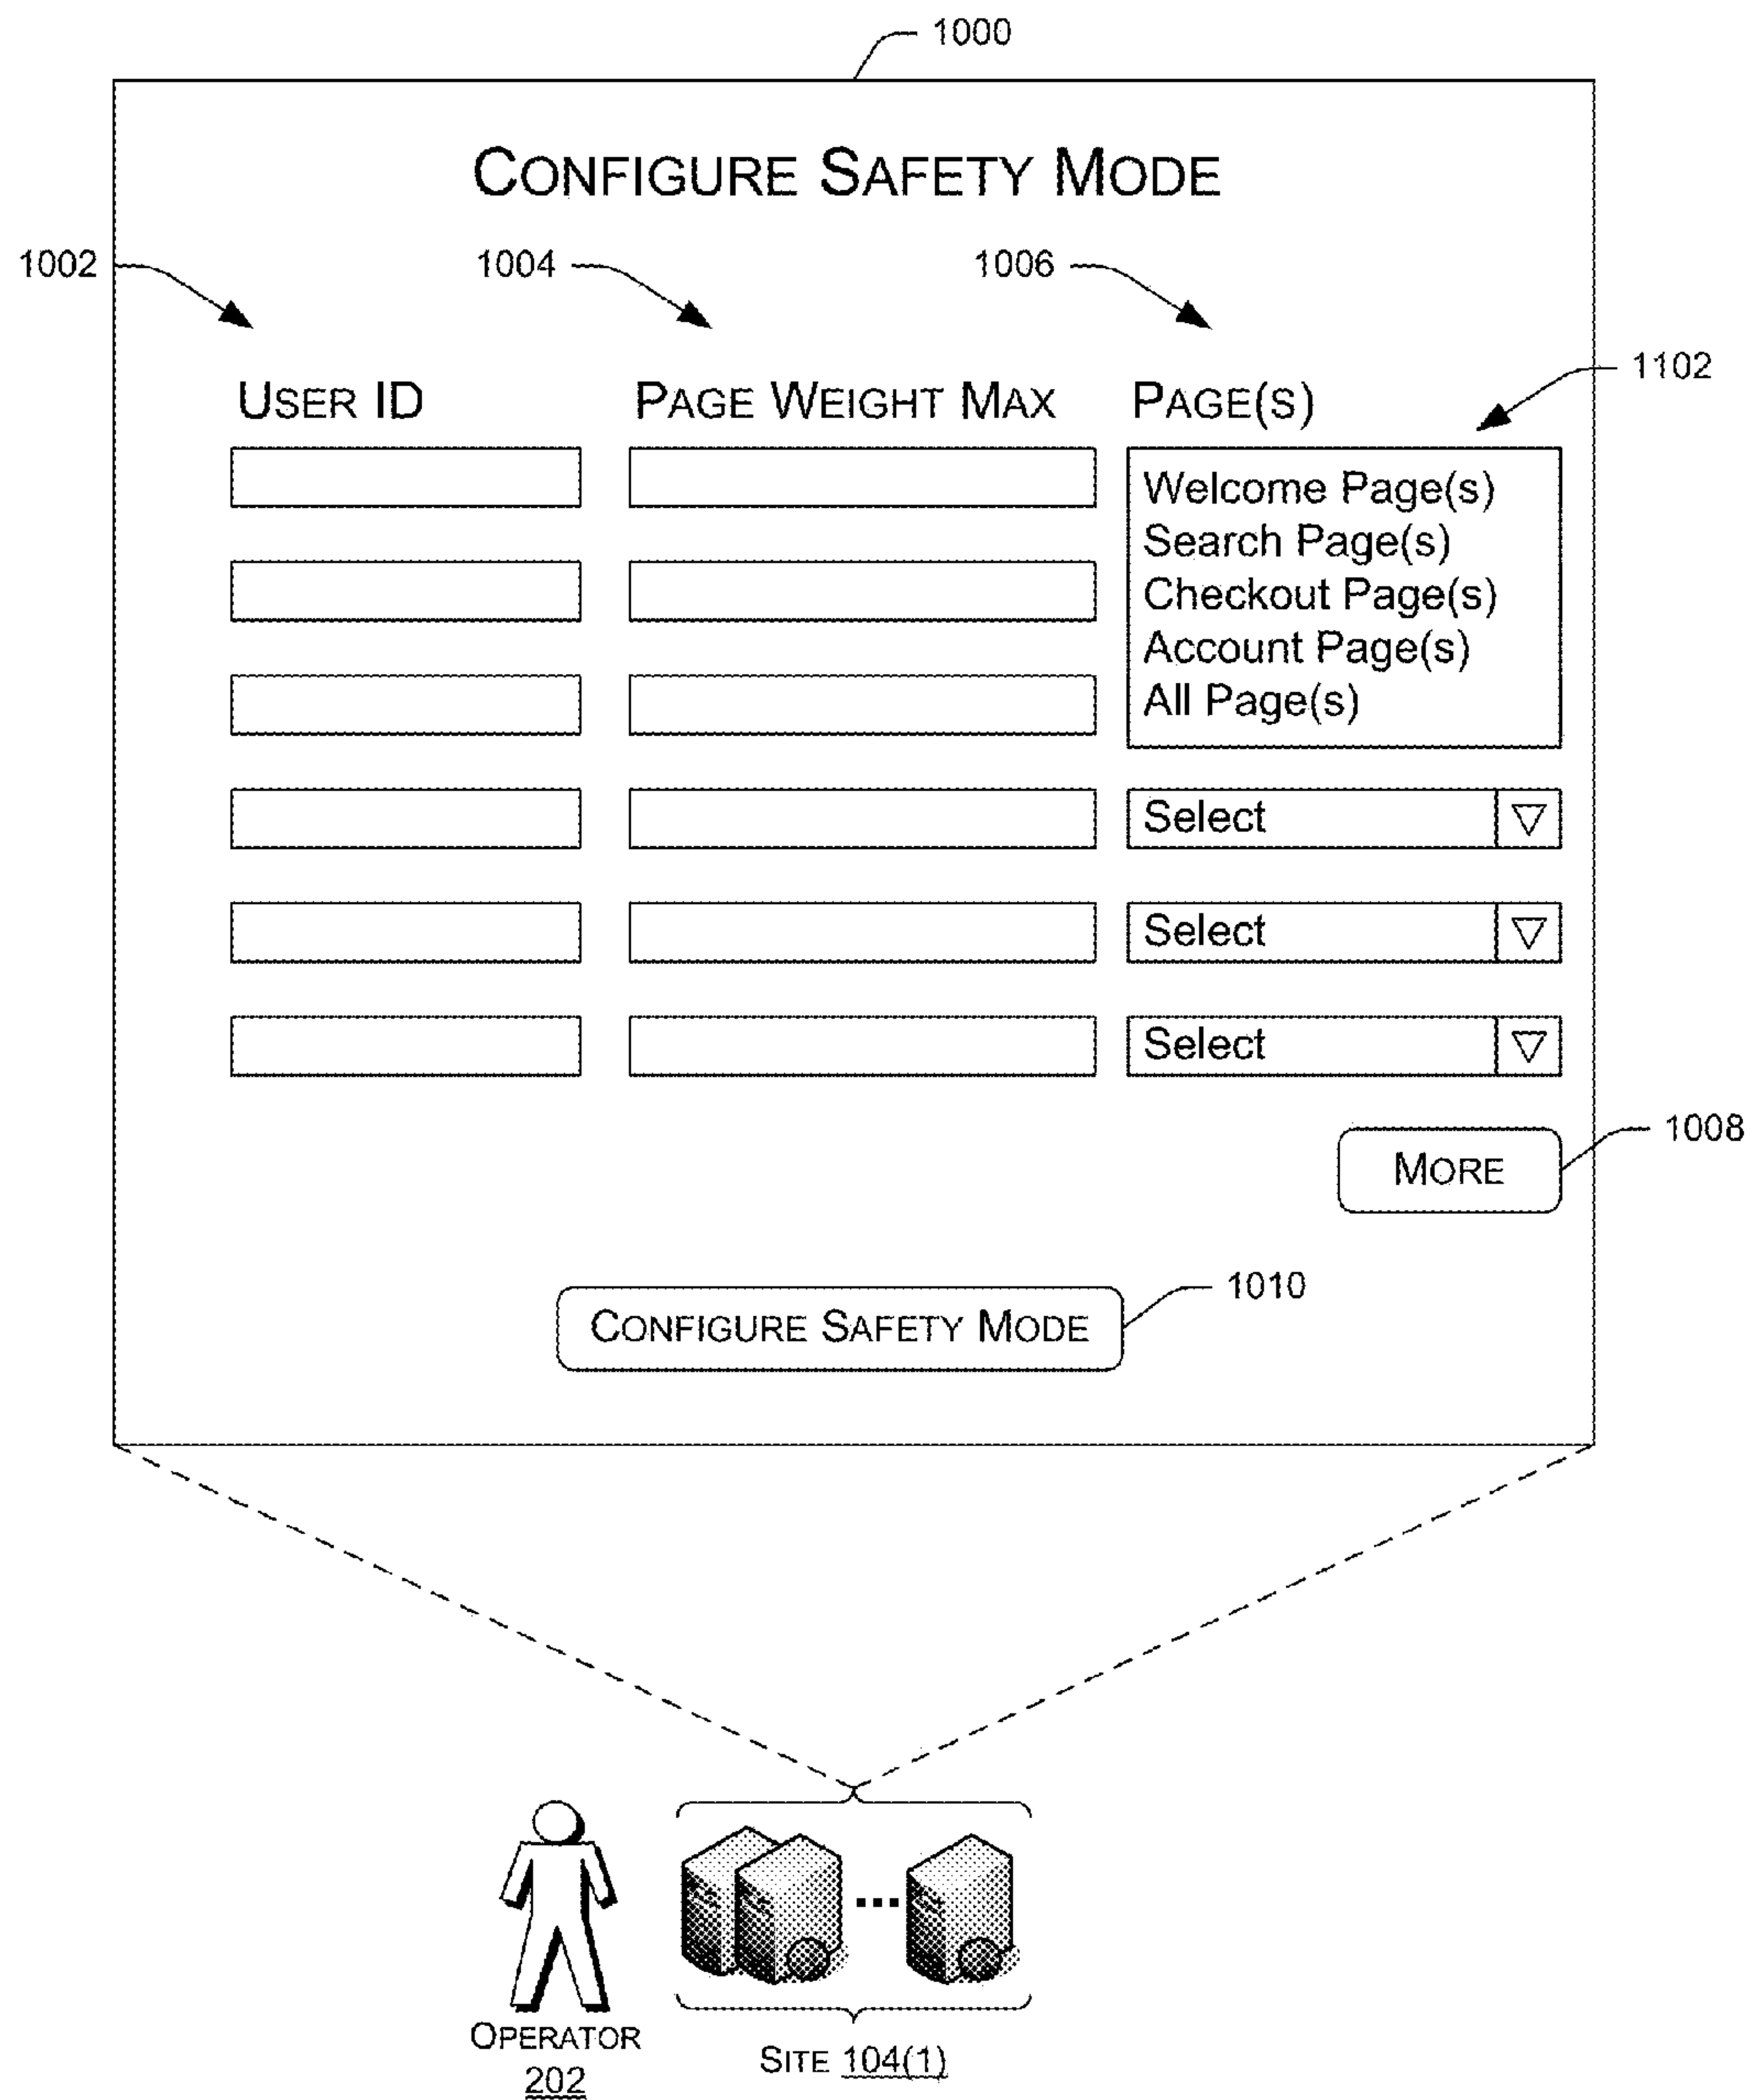 1000
CONFIGURE SAFETY MODE
1002 1004 1006
1102
USER ID PAGE WEIGHT MAX PAGE(S)
Welcome Page(s)
Search Page(s)
Checkout Page(s)
Account Page(s)
All Page(s)
Select
Select
Select
1008
MORE
1010
CONFIGURE SAFETY MODE
OPERATOR
202
SITE 104(1)